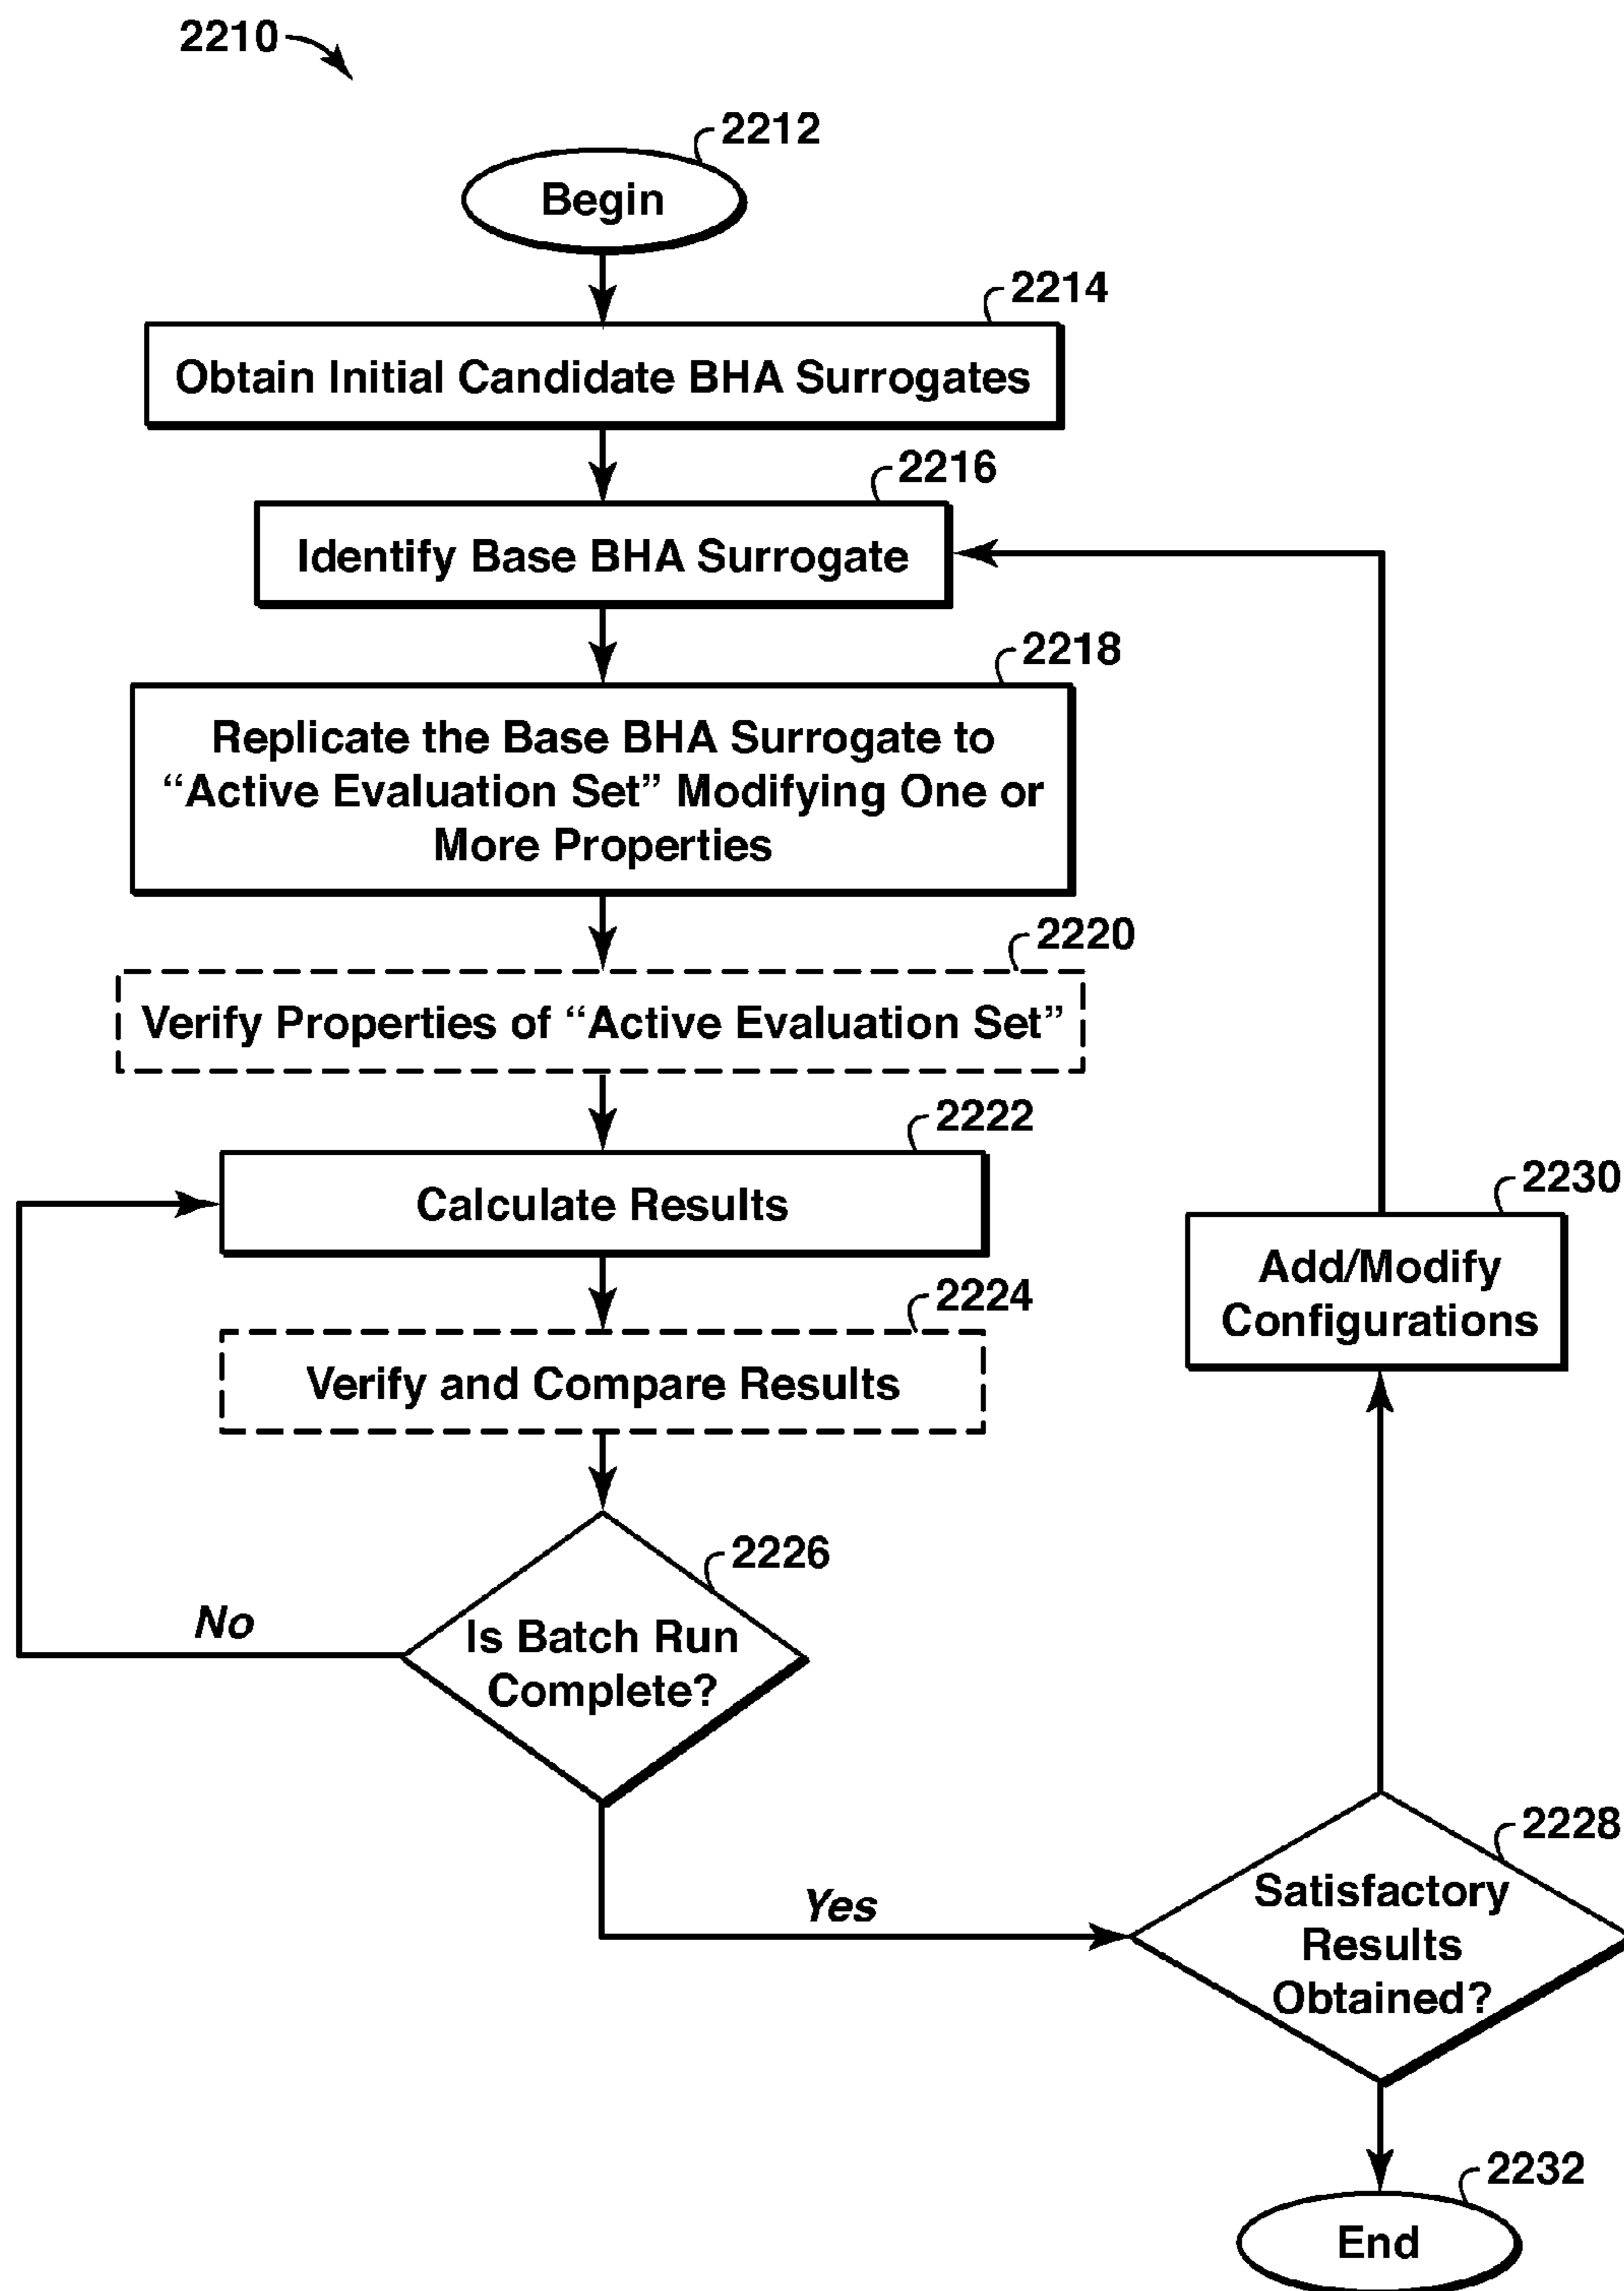 2210
2212
Begin
2214
Obtain Initial Candidate BHA Surrogates
2216
Identify Base BHA Surrogate
2218
Replicate the Base BHA Surrogate to
“Active Evaluation Set” Modifying One or
More Properties
2220
Verify Properties of “Active Evaluation Set”
2222
Calculate Results
2224
Verify and Compare Results
2226
Is Batch Run
Complete?
No
Yes
2230
Add/Modify
Configurations
2228
Satisfactory
Results
Obtained?
2232
End